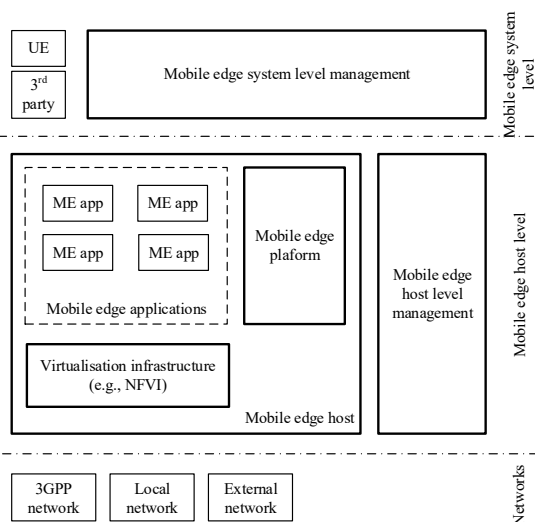 UE
3rd
party
Mobile edge system level management
Mobile edge system
level
ME app
ME app
ME app
ME app
Mobile edge applications
Mobile edge
plaform
Virtualisation infrastructure
(e.g., NFVI)
Mobile edge host
Mobile edge
host level
management
Mobile edge host level
3GPP
network
Local
network
External
network
Networks